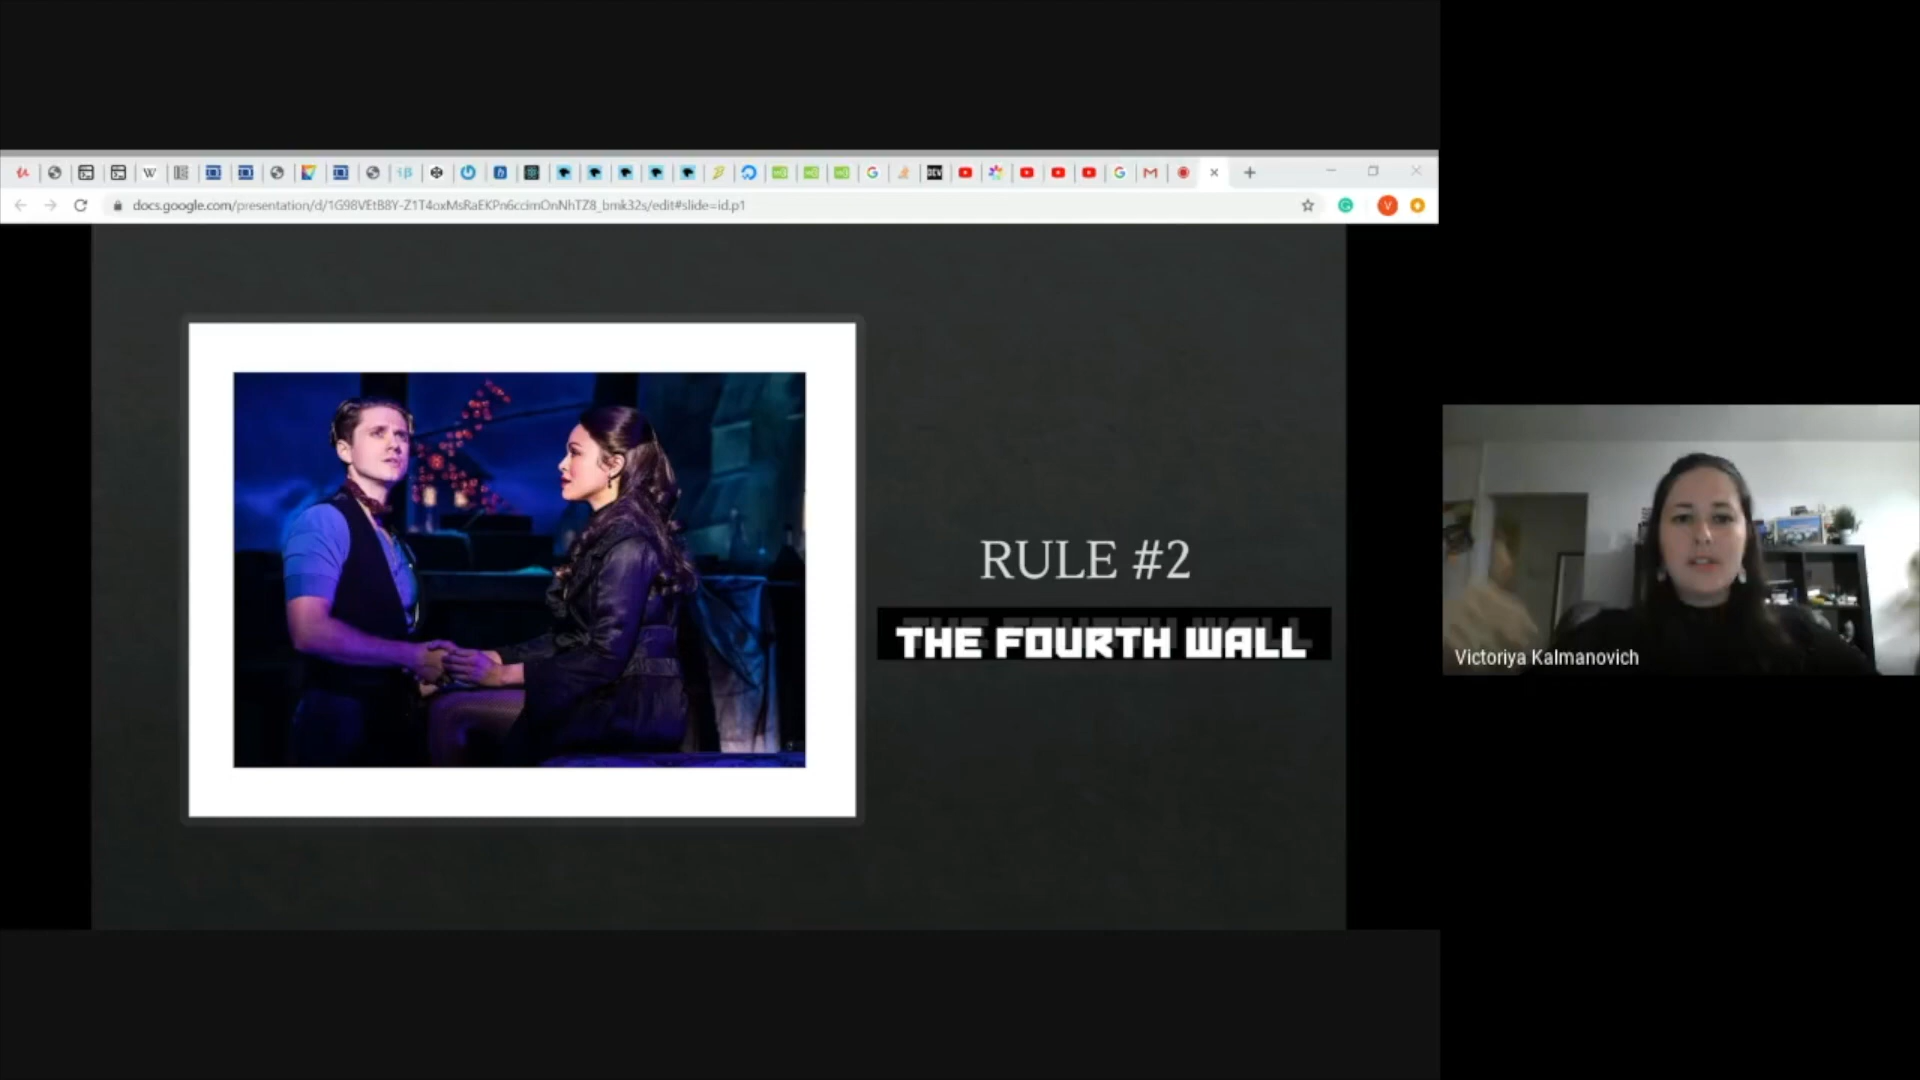 docs.google.com/presentation/d/1G98VEtB8Y-Z1T4oxMsRaEKPn6ccimOnNhTZ8_bmk32s/edit#slide=id.p1
RULE #2
THE FOURTH WALL
Victoriya Kalmanovich